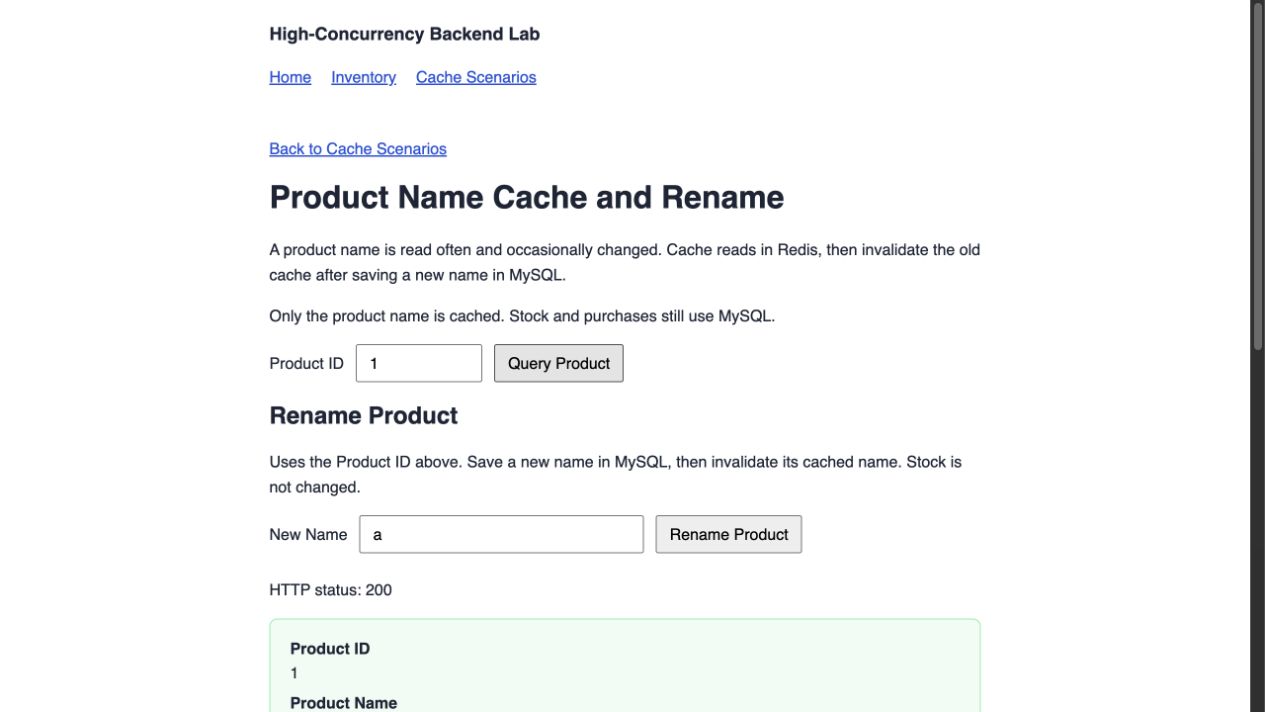 High-Concurrency Backend Lab
Home Inventory Cache Scenarios
Back to Cache Scenarios
Product Name Cache and Rename
A product name is read often and occasionally changed. Cache reads in Redis, then invalidate the old
cache after saving a new name in MySQL.
Only the product name is cached. Stock and purchases still use MySQL.
Product ID 1 Query Product
Rename Product
Uses the Product ID above. Save a new name in MySQL, then invalidate its cached name. Stock is
not changed.
New Name a Rename Product
HTTP status: 200
Product ID
1
Product Name